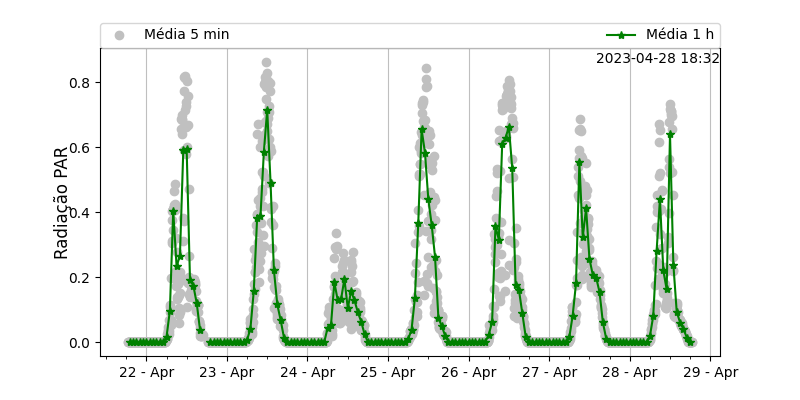 Média 5 min
Média 1 h
2023-04-28 18:32
Radiação PAR
0.8
0.6
0.4
0.2
0.0
22 - Apr
23 - Apr
24 - Apr
25 - Apr
26 - Apr
27 - Apr
28 - Apr
29 - Apr